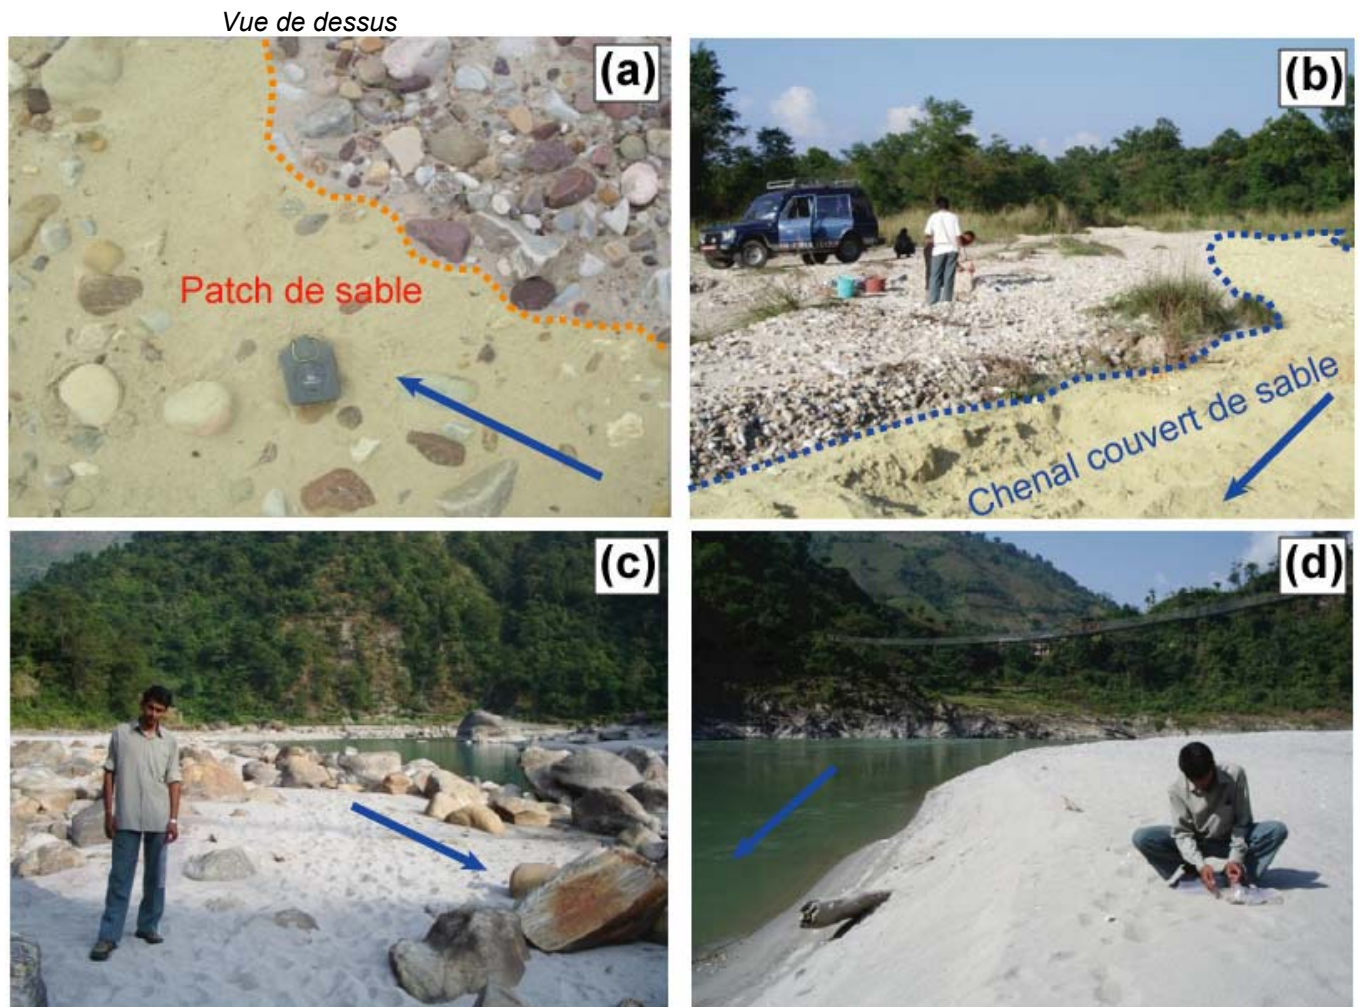 Vue de dessus
(a)
(b)
Patch de sable
Chenal couvert de sable
(c)
(d)